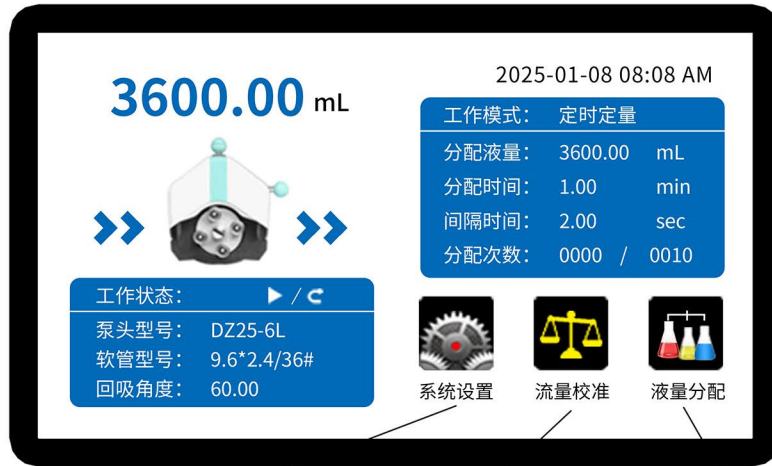 3600.00 mL
2025-01-08 08:08 AM
工作模式： 定时定量
分配液量： 3600.00 mL
分配时间： 1.00 min
间隔时间： 2.00 sec
分配次数： 0000 / 0010
工作状态： /
泵头型号： DZ25-6L
软管型号： 9.6*2.4/36#
回吸角度： 60.00
系统设置 流量校准 液量分配